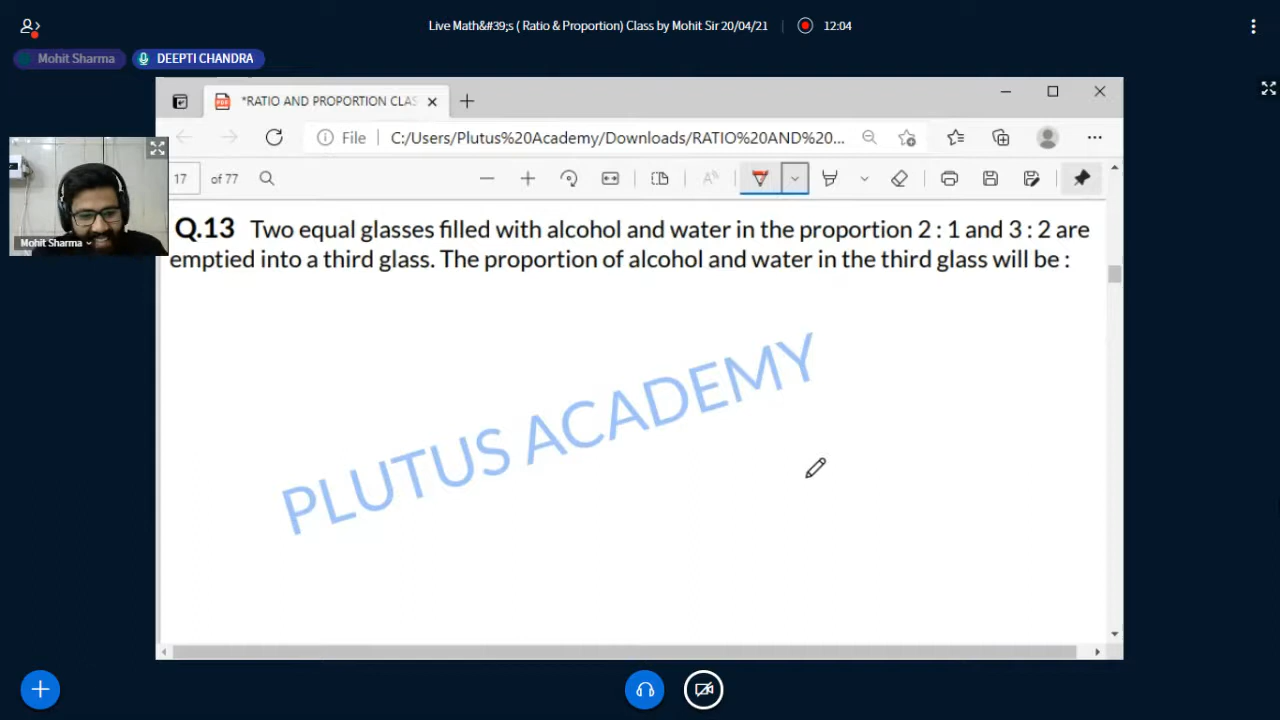 Live Math&#39;s ( Ratio & Proportion) Class by Mohit Sir 20/04/21
12:04
Mohit Sharma
DEEPTI CHANDRA
*RATIO AND PROPORTION CLAS
File
C:/Users/Plutus%20Academy/Downloads/RATIO%20AND%20...
17
of 77
Mohit Sharma
Q.13 Two equal glasses filled with alcohol and water in the proportion 2 : 1 and 3 : 2 are
emptied into a third glass. The proportion of alcohol and water in the third glass will be :
PLUTUS ACADEMY